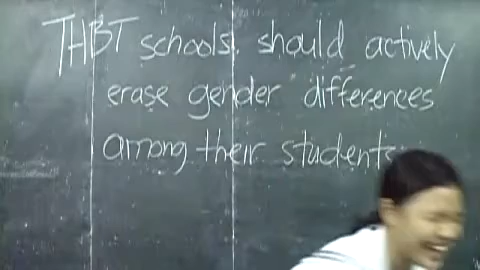 THBT schools should actively
erase gender differences
among their students